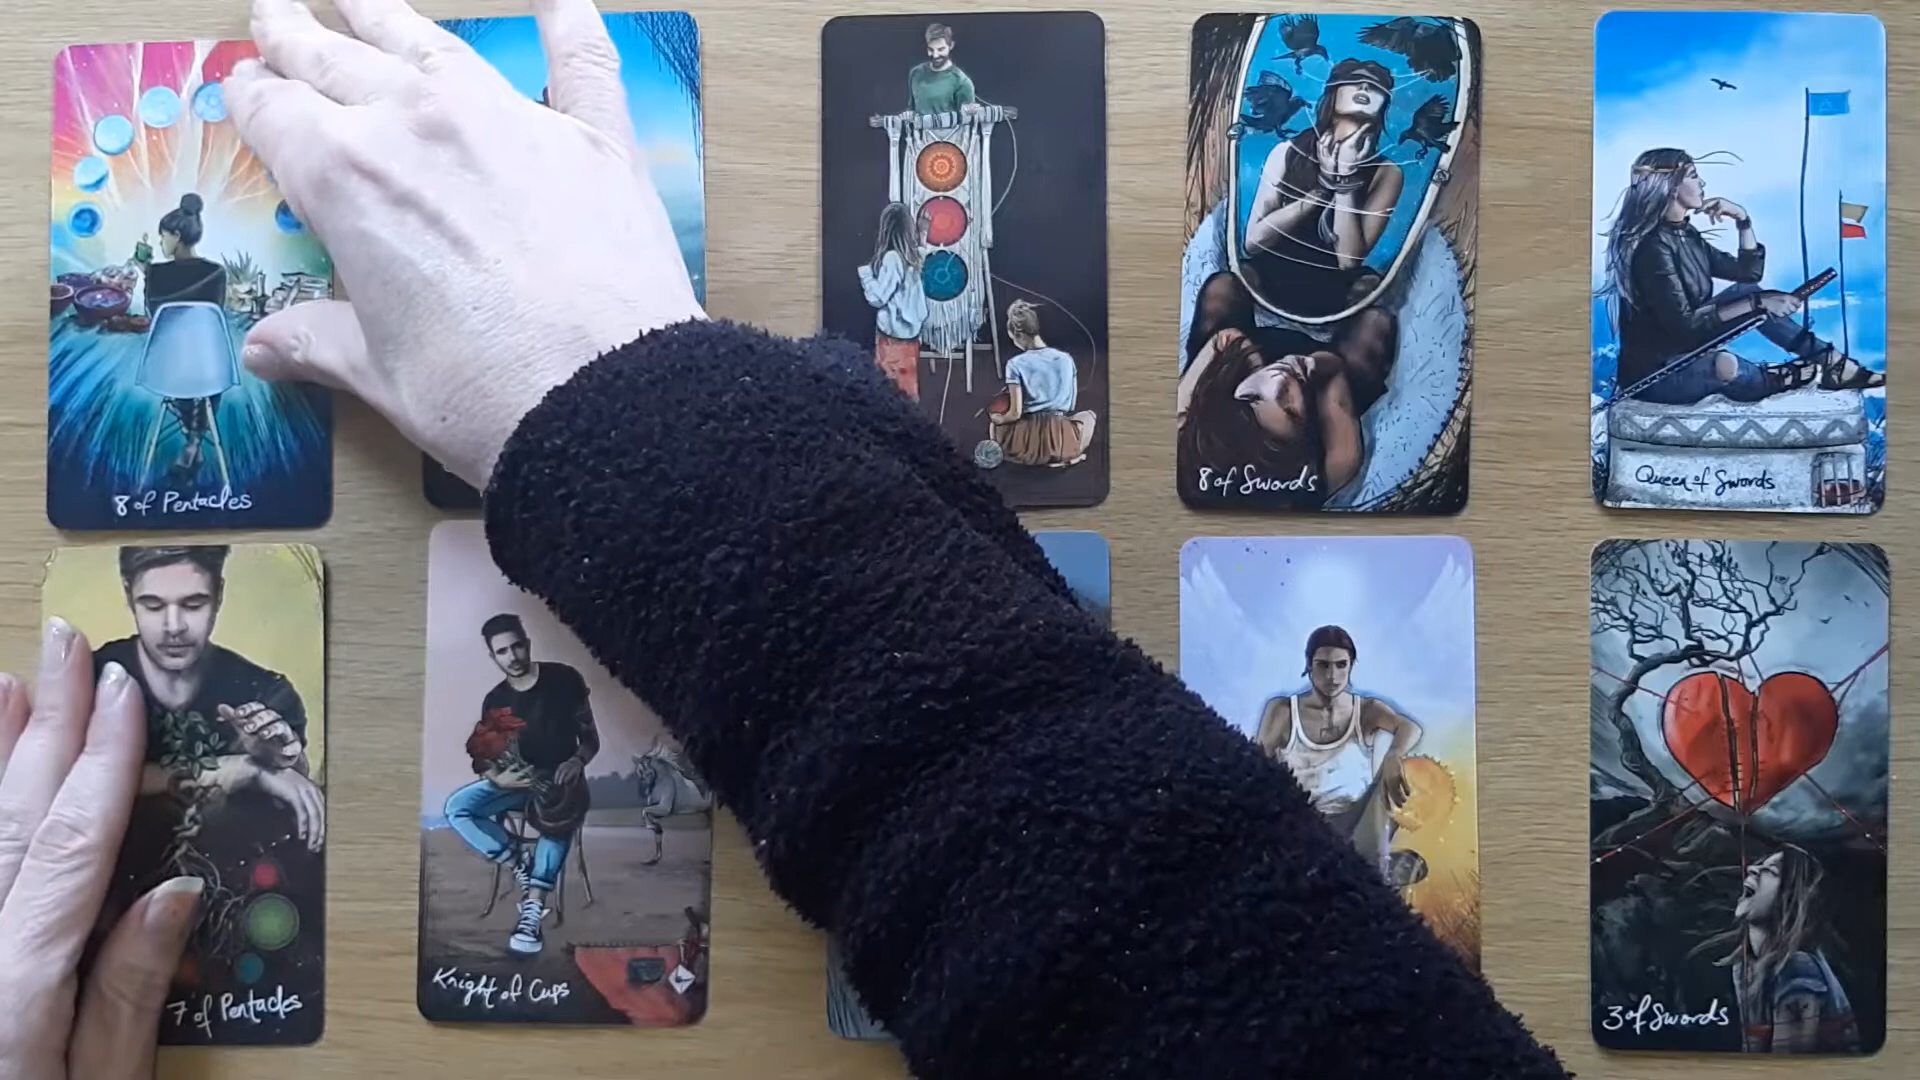 8 of Pentacles
8 of Swords
Queen of Swords
7 of Pentacles
Knight of Cups
3 of Swords